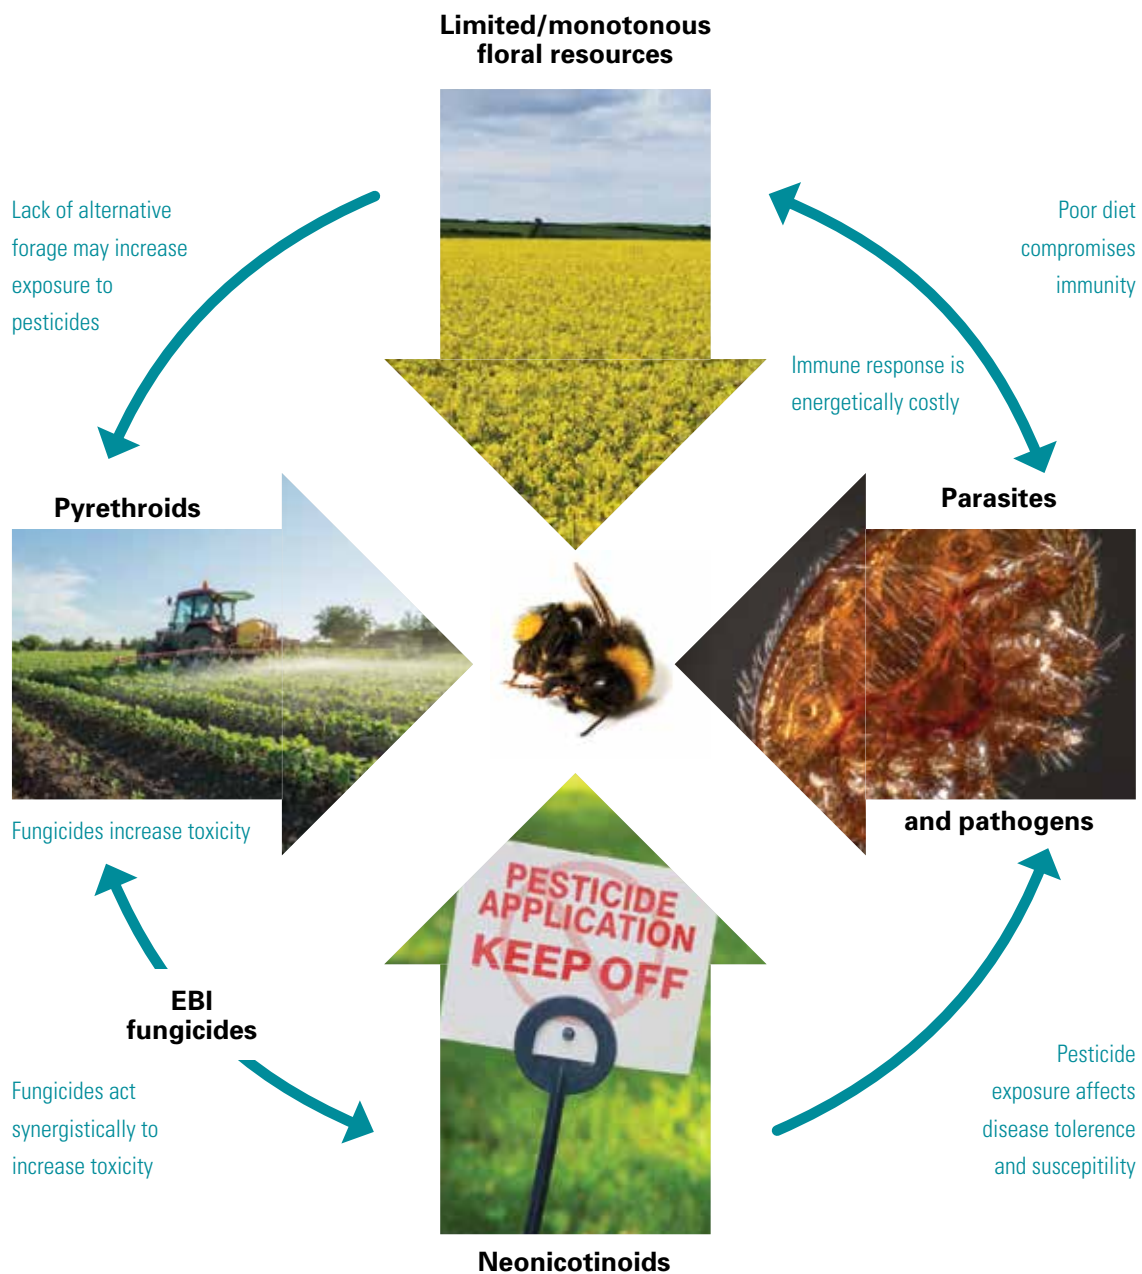 Limited/monotonous
floral resources
Lack of alternative
forage may increase
exposure to
pesticides
Poor diet
compromises
immunity
Immune response is
energetically costly
Pyrethroids
Parasites
Fungicides increase toxicity
and pathogens
PESTICIDE
APPLICATION
KEEP OFF
EBI
fungicides
Fungicides act
synergistically to
increase toxicity
Pesticide
exposure affects
disease tolerence
and suscepitility
Neonicotinoids